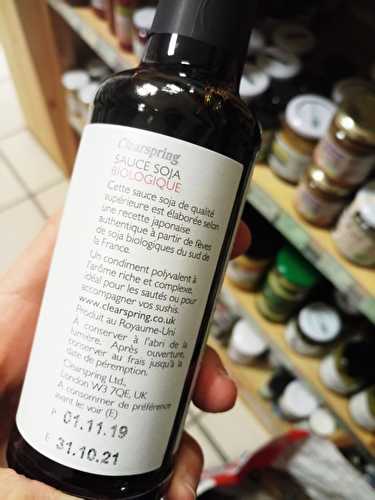 Clearspring
SAUCE SOJA
BIOLOGIQUE
Cette sauce soja de qualité
supérieure est élaborée selon
une recette japonaise
authentique à partir de fèves
de soja biologiques du sud de
la France.
Un condiment polyvalent à
l'arôme riche et complexe,
idéal pour les sautés ou pour
accompagner vos sushis.
www.clearspring.co.uk
Produit au Royaume-Uni
À conserver à l'abri de la
lumière. Après ouverture,
conserver au frais jusqu'à la
date de péremption.
Clearspring Ltd.,
London W3 7QE, UK
A consommer de préférence
avant le voir (E)
P 01.11.19
E 31.10.21